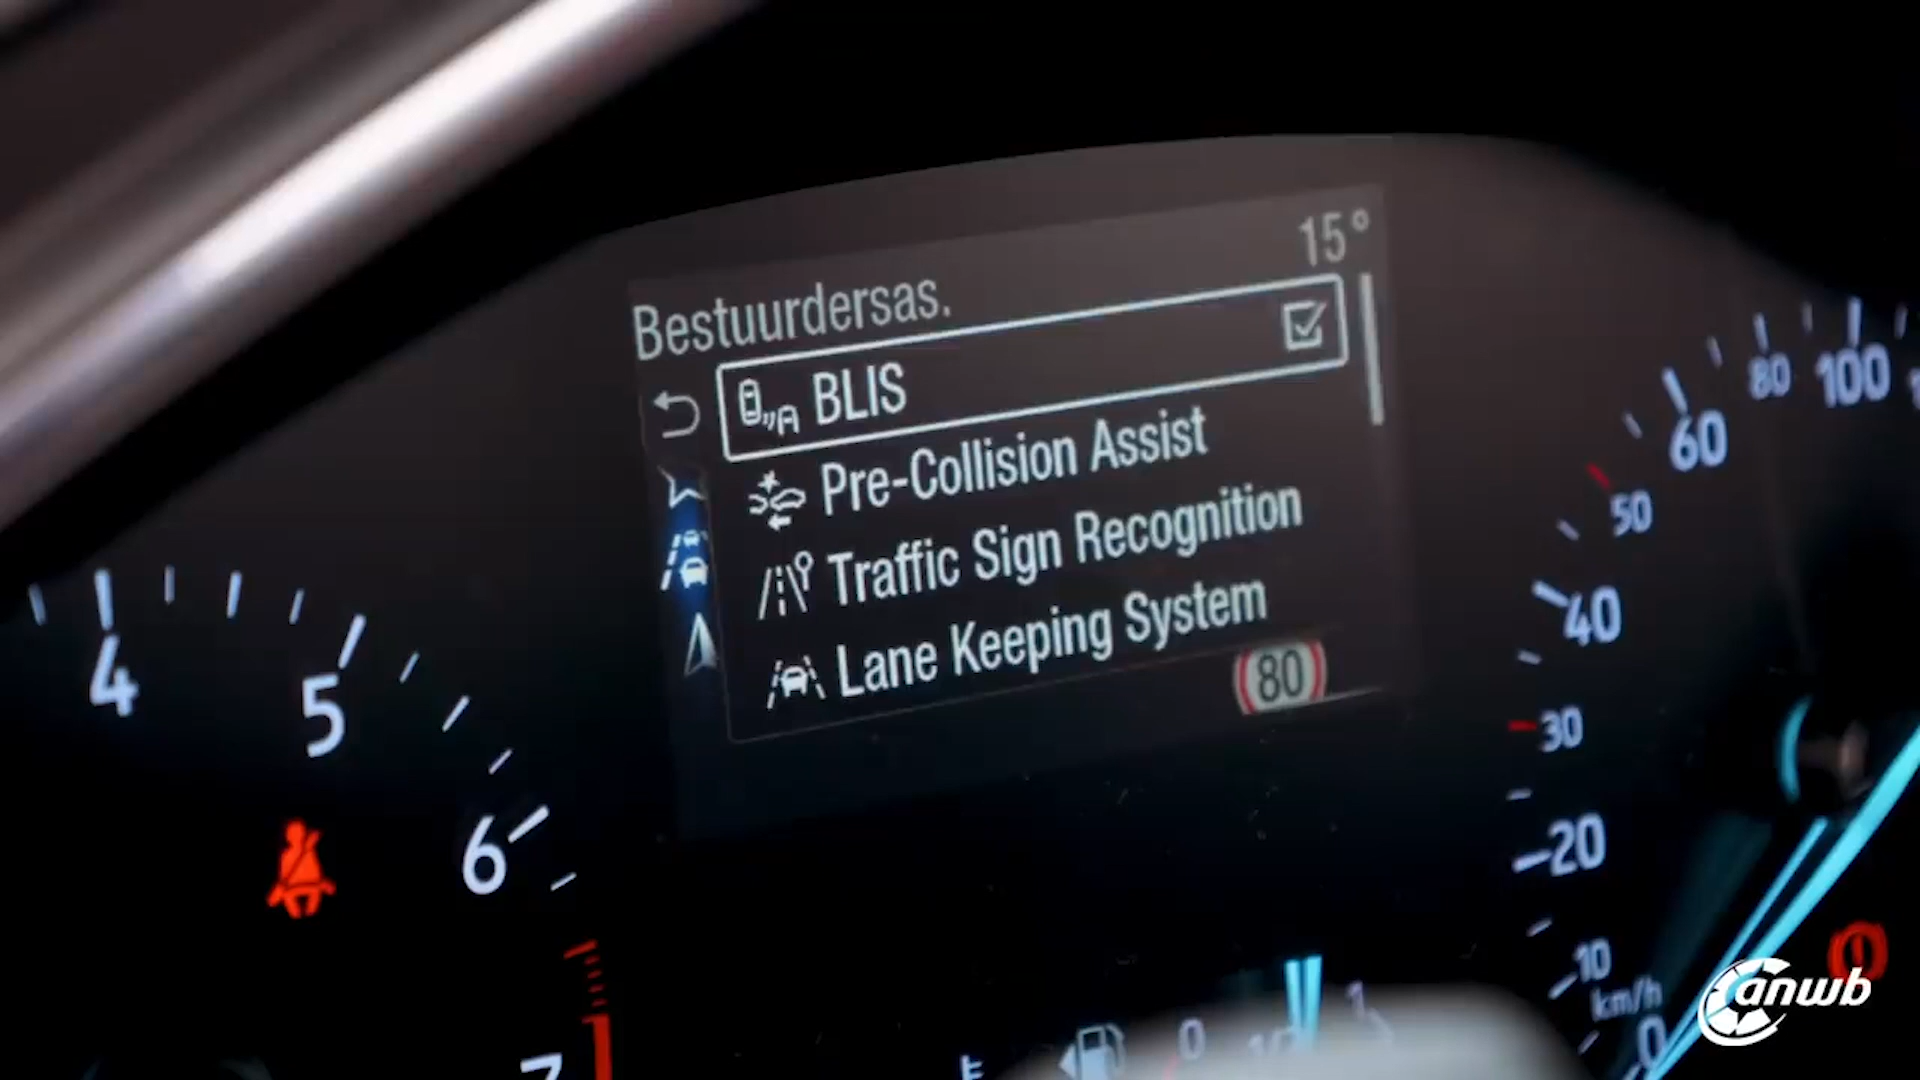 15°
Bestuurdersas.
BLIS
Pre-Collision Assist
Traffic Sign Recognition
Lane Keeping System
80
4
5
6
7
100
80
60
50
40
30
20
10
km/h
0
E
0
anwb